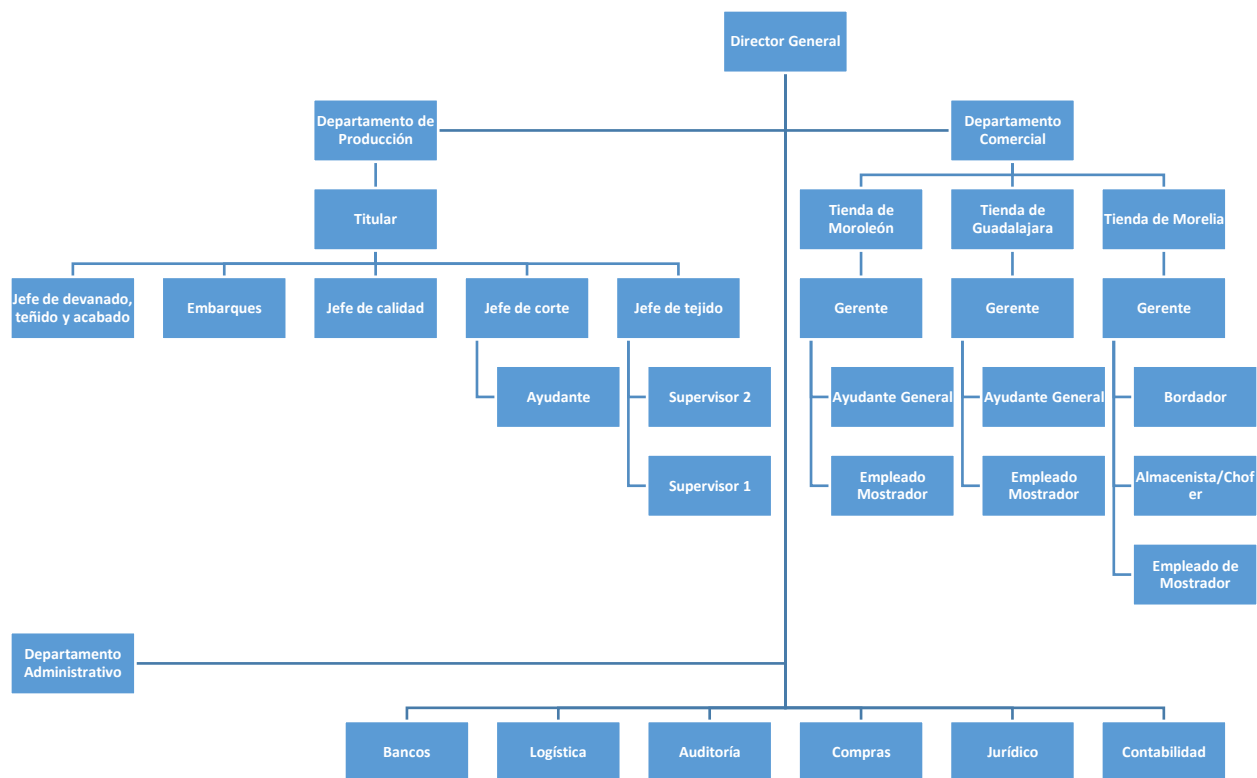 Director General
Departamento de
Producción
Departamento
Comercial
Titular
Tienda de
Moroleón
Tienda de
Guadalajara
Tienda de Morelia
Jefe de devanado,
teñido y acabado
Embarques
Jefe de calidad
Jefe de corte
Jefe de tejido
Gerente
Gerente
Gerente
Ayudante
Supervisor 2
Ayudante General
Ayudante General
Bordador
Supervisor 1
Empleado
Mostrador
Empleado
Mostrador
Almacenista/Chof
er
Empleado de
Mostrador
Departamento
Administrativo
Bancos
Logística
Auditoría
Compras
Jurídico
Contabilidad